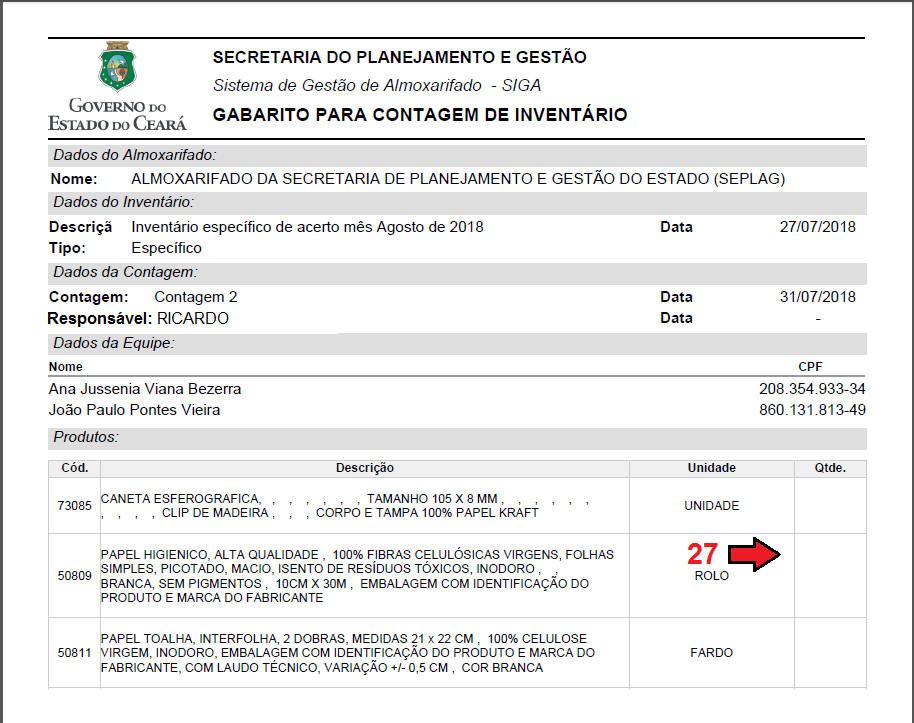 GOVERNO DO
ESTADO DO CEARÁ
SECRETARIA DO PLANEJAMENTO E GESTÃO
Sistema de Gestão de Almoxarifado - SIGA
GABARITO PARA CONTAGEM DE INVENTÁRIO
Dados do Almoxarifado:
Nome: ALMOXARIFADO DA SECRETARIA DE PLANEJAMENTO E GESTÃO DO ESTADO (SEPLAG)
Dados do Inventário:
Descriçã Inventário específico de acerto mês Agosto de 2018 Data 27/07/2018
Tipo: Específico
Dados da Contagem:
Contagem: Contagem 2 Data 31/07/2018
Responsável: RICARDO Data -
Dados da Equipe:
Nome CPF
Ana Jussenia Viana Bezerra 208.354.933-34
João Paulo Pontes Vieira 860.131.813-49
Produtos:
Cód. Descrição Unidade Qtde.
73085 CANETA ESFEROGRAFICA, , , , , , , TAMANHO 105 X 8 MM , , , , , , ,
, , , , CLIP DE MADEIRA , , , CORPO E TAMPA 100% PAPEL KRAFT UNIDADE
50809 PAPEL HIGIENICO, ALTA QUALIDADE , 100% FIBRAS CELULÓSICAS VIRGENS, FOLHAS
SIMPLES, PICOTADO, MACIO, ISENTO DE RESÍDUOS TÓXICOS, INODORO , ,
BRANCA, SEM PIGMENTOS , 10CM X 30M , EMBALAGEM COM IDENTIFICAÇÃO DO
PRODUTO E MARCA DO FABRICANTE
27
ROLO
50811 PAPEL TOALHA, INTERFOLHA, 2 DOBRAS, MEDIDAS 21 x 22 CM , 100% CELULOSE
VIRGEM, INODORO, EMBALAGEM COM IDENTIFICAÇÃO DO PRODUTO E MARCA DO
FABRICANTE, COM LAUDO TÉCNICO, VARIAÇÃO +/- 0,5 CM , COR BRANCA
FARDO